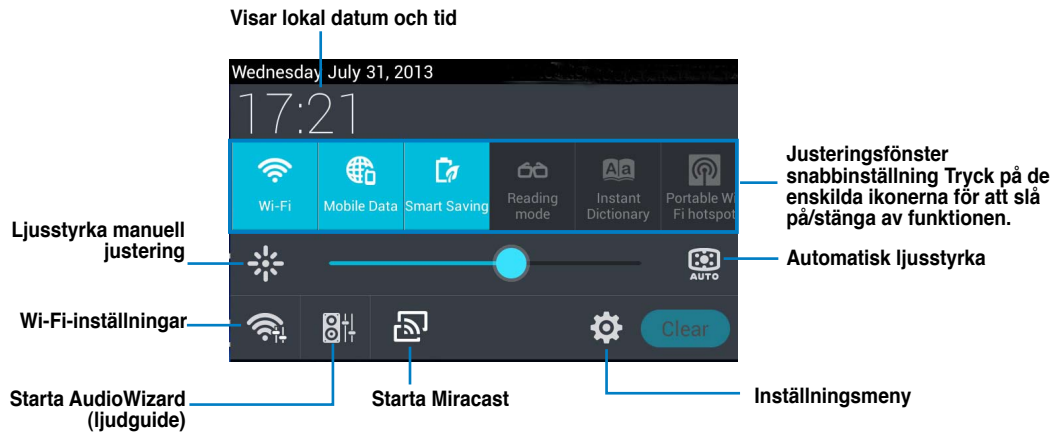 Visar lokal datum och tid
Wednesday July 31, 2013
17:21
Wi-Fi
Mobile Data
Smart Saving
Reading
mode
Aa
Instant
Dictionary
Portable Wi
Fi hotspot
Justeringsfönster
snabbinställning Tryck på de
enskilda ikonerna för att slå
på/stänga av funktionen.
Ljusstyrka manuell
justering
AUTO
Automatisk ljusstyrka
Wi-Fi-inställningar
Clear
Starta AudioWizard
(ljudguide)
Starta Miracast
Inställningsmeny